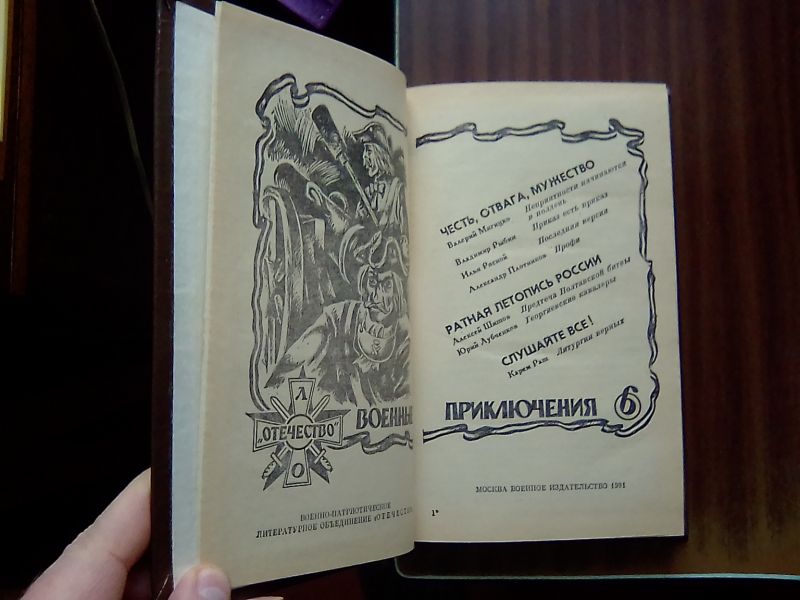 Л
„ОТЕЧЕСТВО"
О
ВОЕННЫ
ВОЕННО-ПАТРИОТИЧЕСКОЕ
ЛИТЕРАТУРНОЕ ОБЪЕДИНЕНИЕ «ОТЕЧЕСТВО
ЧЕСТЬ, ОТВАГА, МУЖЕСТВО
Валерий Мигицко Неприятности начинаются
в полдень
Владимир Рыбин Приказ есть приказ
Илья Рясной Последняя версия
Александр Плотников Профи
РАТНАЯ ЛЕТОПИСЬ РОССИИ
Алексей Шишов Предтеча Полтавской битвы
Юрий Лубченков Георгиевские кавалеры
СЛУШАЙТЕ ВСЕ!
Карем Раш Литургия верных
ПРИКЛЮЧЕНИЯ 6
МОСКВА ВОЕННОЕ ИЗДАТЕЛЬСТВО 1991
1*